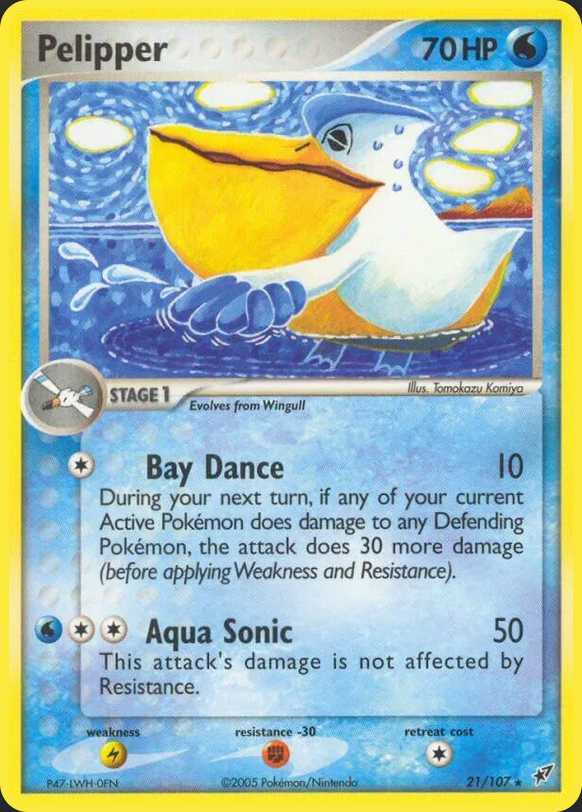 Pelipper 70 HP
Illus. Tomokazu Komiya
STAGE 1
Evolves from Wingull
Bay Dance 10
During your next turn, if any of your current
Active Pokémon does damage to any Defending
Pokémon, the attack does 30 more damage
(before applying Weakness and Resistance).
Aqua Sonic 50
This attack's damage is not affected by
Resistance.
weakness resistance -30 retreat cost
P47-LWH-0FN ©2005 Pokémon/Nintendo 21/107 ★